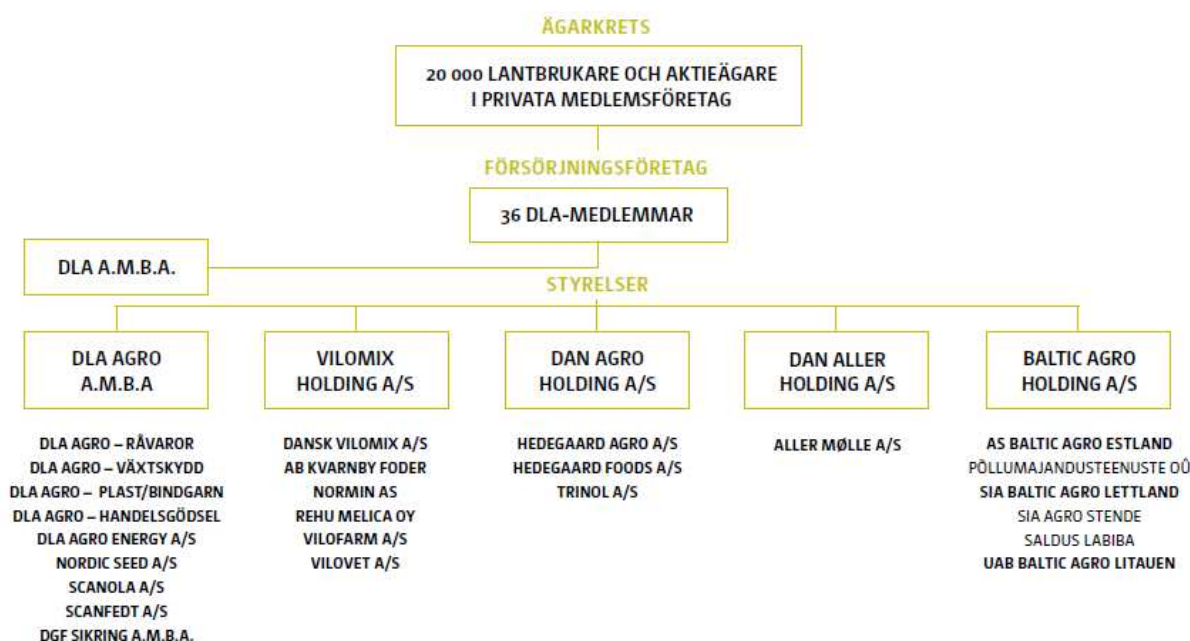 ÄGARKRETS
20 000 LANTBRUKARE OCH AKTIEÄGARE
I PRIVATA MEDLEMSFÖRETAG
FÖRSÖRJNINGSFÖRETAG
36 DLA-MEDLEMMAR
DLA A.M.B.A.
STYRELSER
DLA AGRO
A.M.B.A
DLA AGRO – RÅVAROR
DLA AGRO – VÄXTSKYDD
DLA AGRO – PLAST/BINDGARN
DLA AGRO – HANDELSGÖDSEL
DLA AGRO ENERGY A/S
NORDIC SEED A/S
SCANOLA A/S
SCANFEDT A/S
DGF SIKRING A.M.B.A.
VILOMIX
HOLDING A/S
DANSK VILOMIX A/S
AB KVARNBY FODER
NORMIN AS
REHU MELICA OY
VILOFARM A/S
VILOVET A/S
DAN AGRO
HOLDING A/S
HEDEGAARD AGRO A/S
HEDEGAARD FOODS A/S
TRINOL A/S
DAN ALLER
HOLDING A/S
ALLER MØLLE A/S
BALTIC AGRO
HOLDING A/S
AS BALTIC AGRO ESTLAND
PÕLLUMAJANDUSTEENUSTE OÛ
SIA BALTIC AGRO LETTLAND
SIA AGRO STENDE
SALDUS LABIBA
UAB BALTIC AGRO LITAUEN